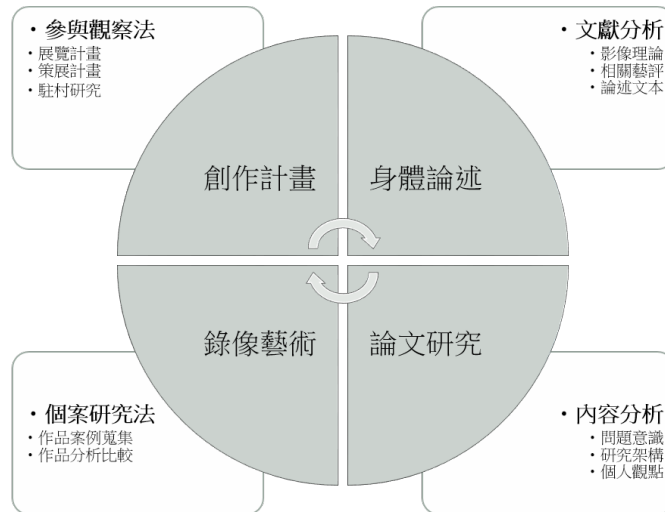 ・參與觀察法
・展覽計畫
・策展計畫
・駐村研究
・文獻分析
・影像理論
・相關藝評
・論述文本
創作計畫
身體論述
錄像藝術
論文研究
・個案研究法
・作品案例蒐集
・作品分析比較
・內容分析
・問題意識
・研究架構
・個人觀點